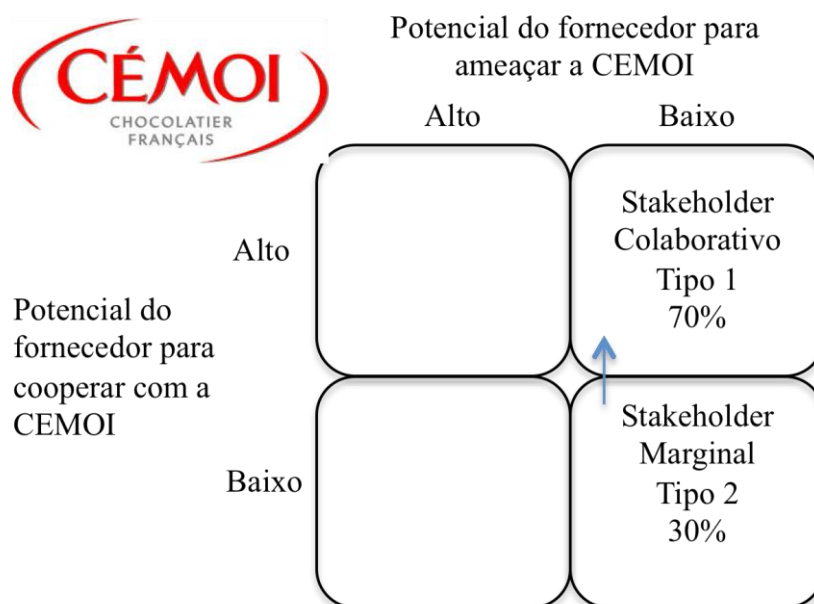 CÉMOI
CHOCOLATIER
FRANÇAIS
Potencial do fornecedor para
ameaçar a CEMOI
Alto
Baixo
Alto
Stakeholder
Colaborativo
Tipo 1
70%
Potencial do
fornecedor para
cooperar com a
CEMOI
Baixo
Stakeholder
Marginal
Tipo 2
30%